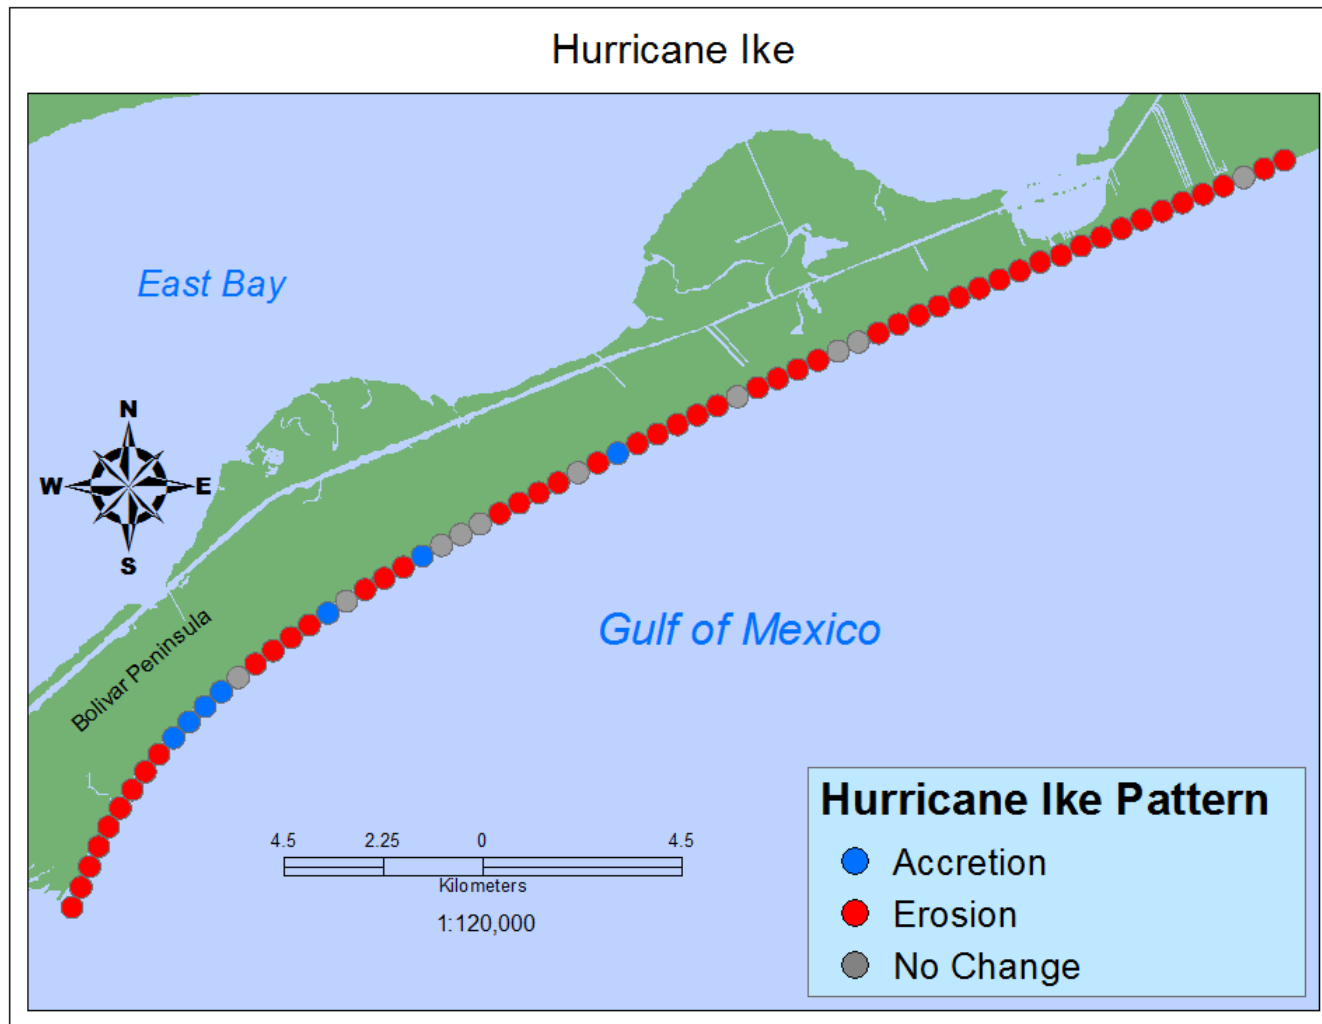 Hurricane Ike
East Bay
N
W E
S
Bolivar Peninsula
Gulf of Mexico
4.5 2.25 0 4.5
Kilometers
1:120,000
Hurricane Ike Pattern
Accretion
Erosion
No Change